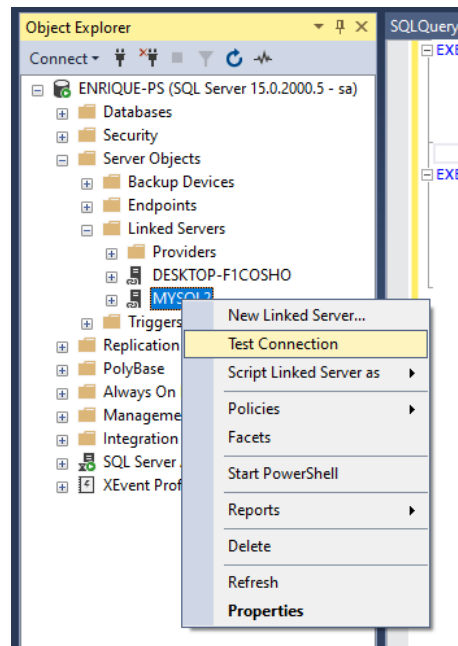 Object Explorer
SQLQuery
Connect
ENRIQUE-PS (SQL Server 15.0.2000.5 - sa)
EXE
Databases
Security
Server Objects
Backup Devices
EXE
Endpoints
Linked Servers
Providers
DESKTOP-F1COSHO
MYSQL2
Triggers
New Linked Server...
Replication
Test Connection
PolyBase
Script Linked Server as
Always On
Manageme
Policies
Integration
Facets
SQL Server
Start PowerShell
XEvent Prof
Reports
Delete
Refresh
Properties